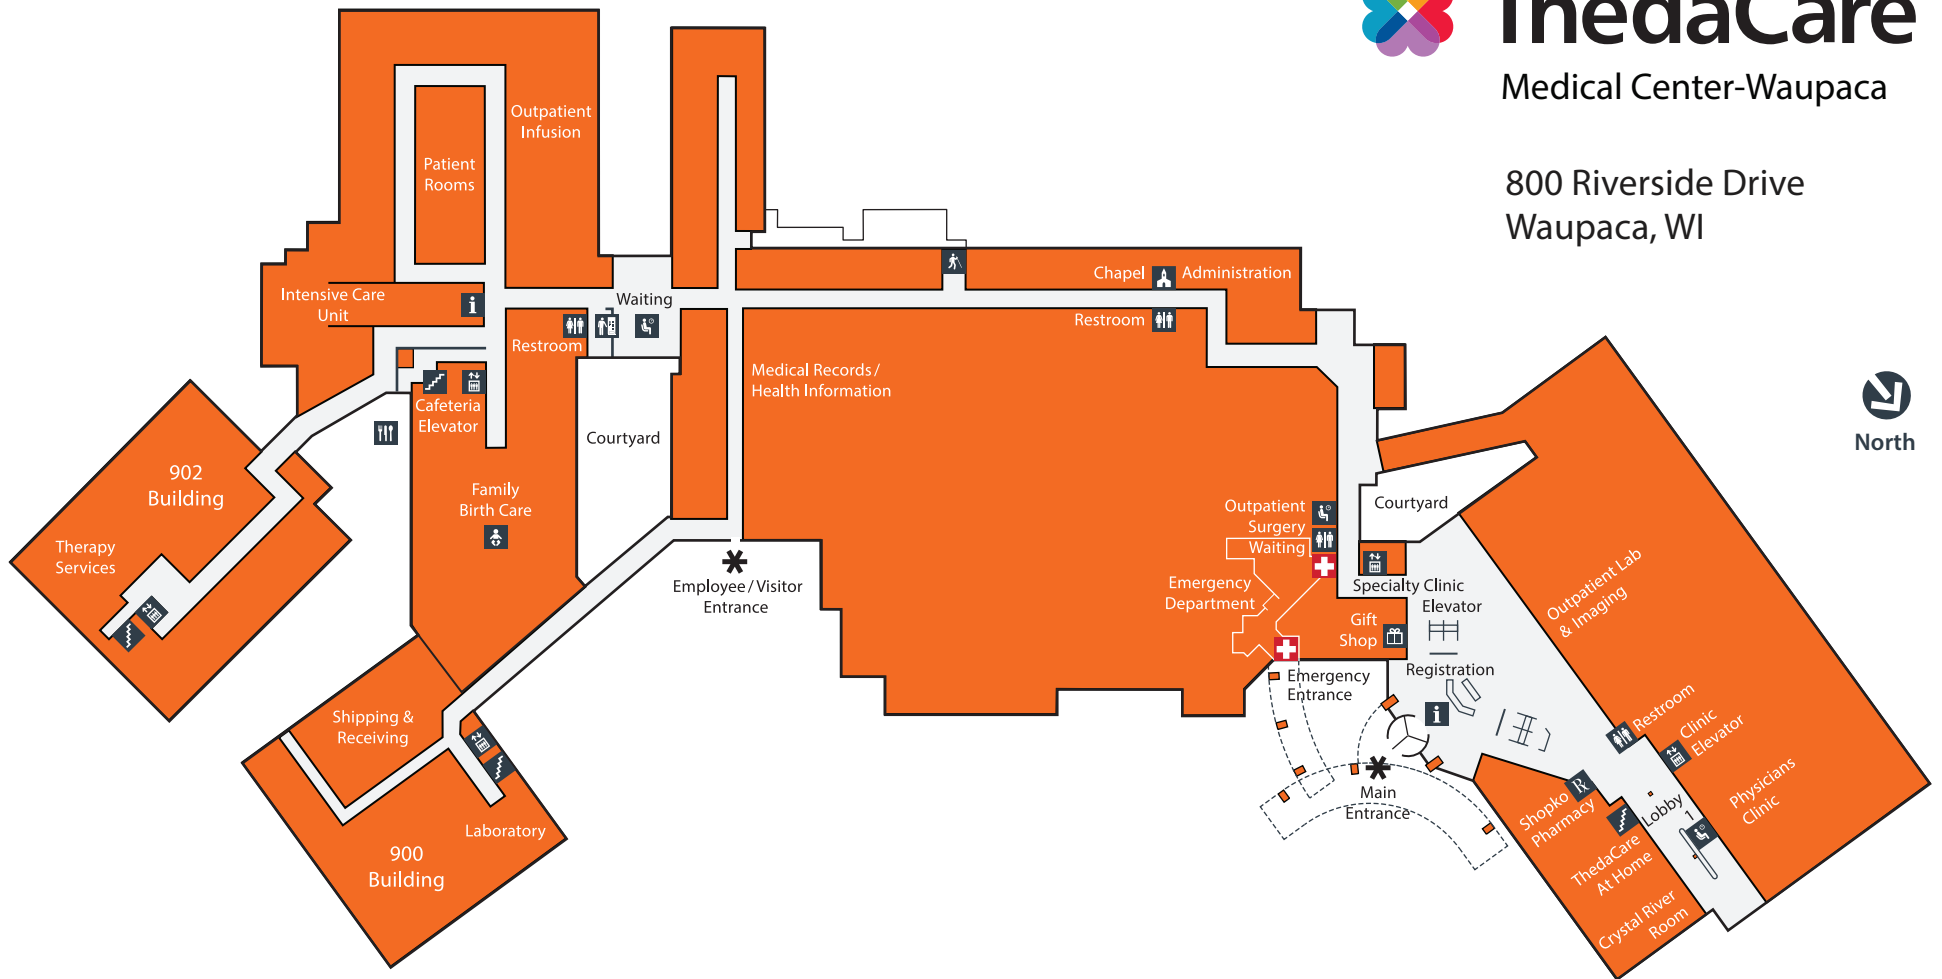 ThedaCare
Medical Center-Waupaca
800 Riverside Drive
Waupaca, WI
North
Outpatient
Infusion
Patient
Rooms
Intensive Care
Unit
i
Waiting
Restroom
Chapel
Administration
Restroom
Medical Records /
Health Information
Cafeteria
Elevator
Courtyard
902
Building
Family
Birth Care
Therapy
Services
Employee / Visitor
Entrance
Outpatient
Surgery
Waiting
Courtyard
Emergency
Department
Specialty Clinic
Elevator
Gift
Shop
Registration
Emergency
Entrance
i
Main
Entrance
Outpatient Lab
& Imaging
Restroom
Clinic
Elevator
Physicians
Clinic
Rx
Shopko
Pharmacy
Lobby
1
ThedaCare
At Home
Crystal River
Room
Shipping &
Receiving
Laboratory
900
Building